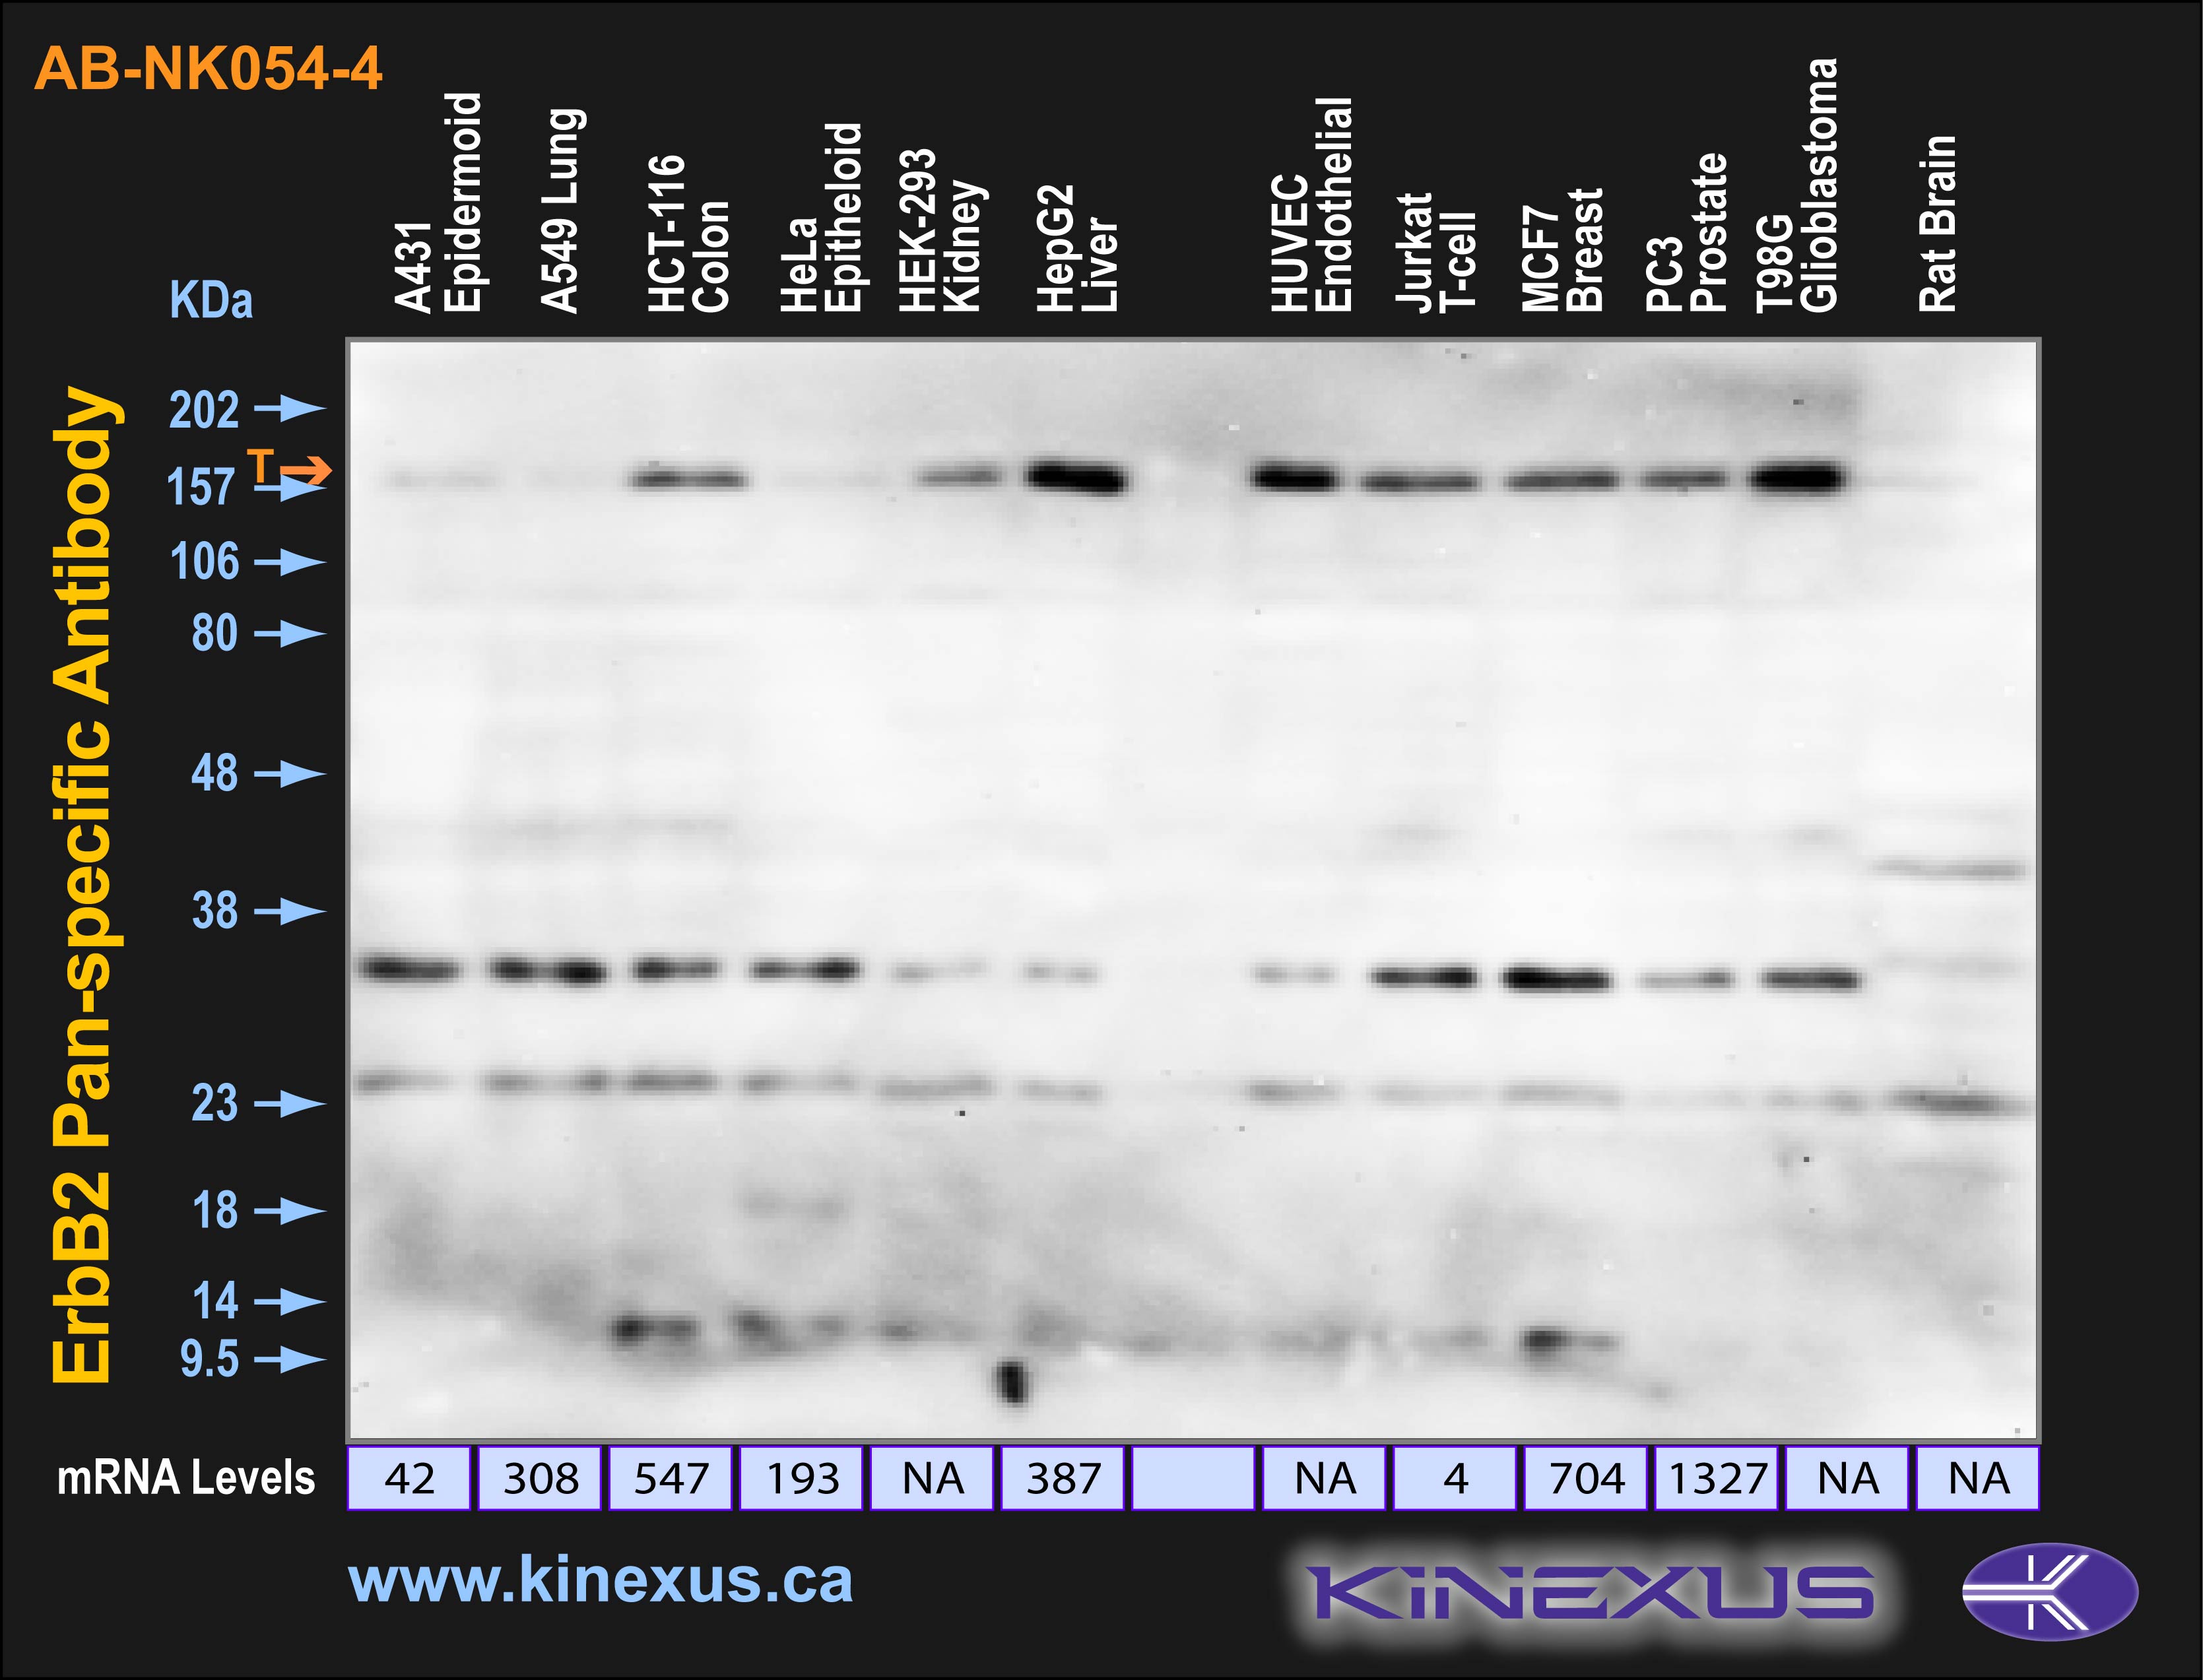 AB-NK054-4
A431
Epidermoid
A549 Lung
HCT-116
Colon
HeLa
Epitheloid
HEK-293
Kidney
HepG2
Liver
HUVEC
Endothelial
Jurkat
T-cell
MCF7
Breast
PC3
Prostate
T98G
Glioblastoma
Rat Brain
KDa
202
T
157
106
80
48
38
23
18
14
9.5
ErbB2 Pan-specific Antibody
mRNA Levels 42 308 547 193 NA 387 NA 4 704 1327 NA NA
www.kinexus.ca
KiNEXUS
K